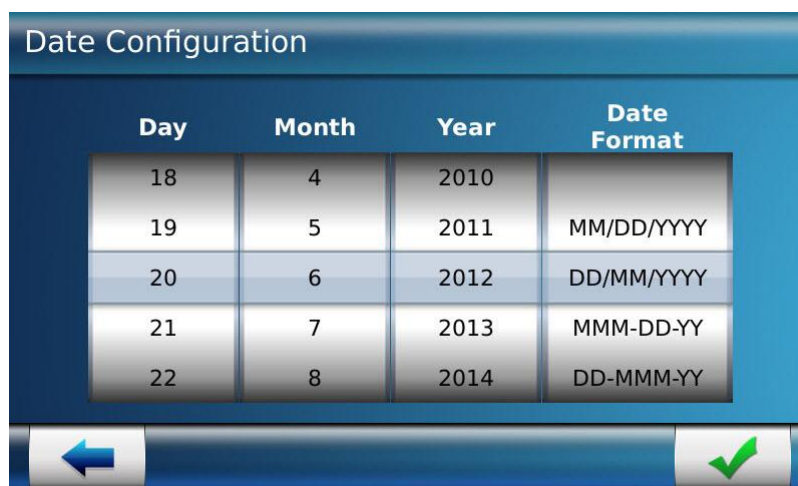 Date Configuration
Day Month Year Date Format
18 4 2010
19 5 2011 MM/DD/YYYY
20 6 2012 DD/MM/YYYY
21 7 2013 MMM-DD-YY
22 8 2014 DD-MMM-YY